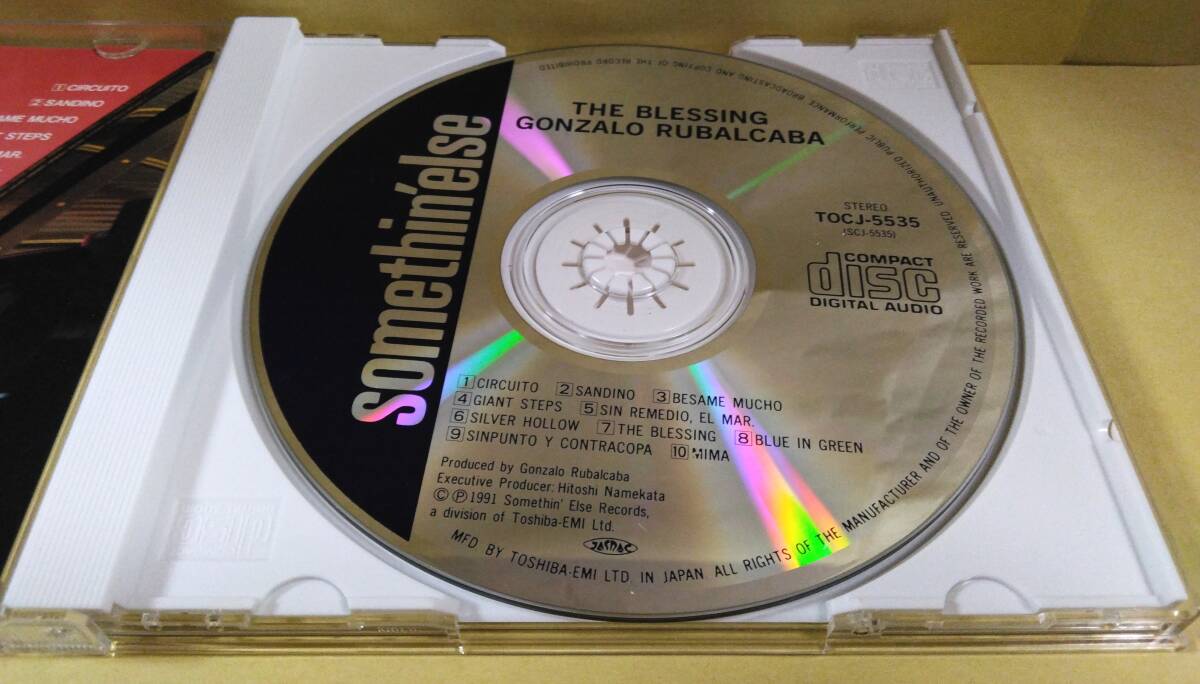 1 CIRCUITO
2 SANDINO
AME MUCHO
T STEPS
MAR.
somethin'else
THE BLESSING
GONZALO RUBALCABA
STEREO
TOCJ-5535
(SCJ-5535)
COMPACT
disc
DIGITAL AUDIO
1 CIRCUITO 2 SANDINO 3 BESAME MUCHO
4 GIANT STEPS 5 SIN REMEDIO, EL MAR.
6 SILVER HOLLOW 7 THE BLESSING 8 BLUE IN GREEN
9 SINPUNTO Y CONTRACOPA 10 MIMA
Produced by Gonzalo Rubalcaba
Executive Producer: Hitoshi Namekata
© ℗ 1991 Somethin' Else Records,
a division of Toshiba-EMI Ltd.
JASRAC
MFD BY TOSHIBA-EMI LTD. IN JAPAN ALL RIGHTS OF THE MANUFACTURER AND OF THE OWNER OF THE RECORDED WORK ARE RESERVED UNAUTHORIZED PUBLIC PERFORMANCE BROADCASTING AND COPYING OF THE RECORD PROHIBITED